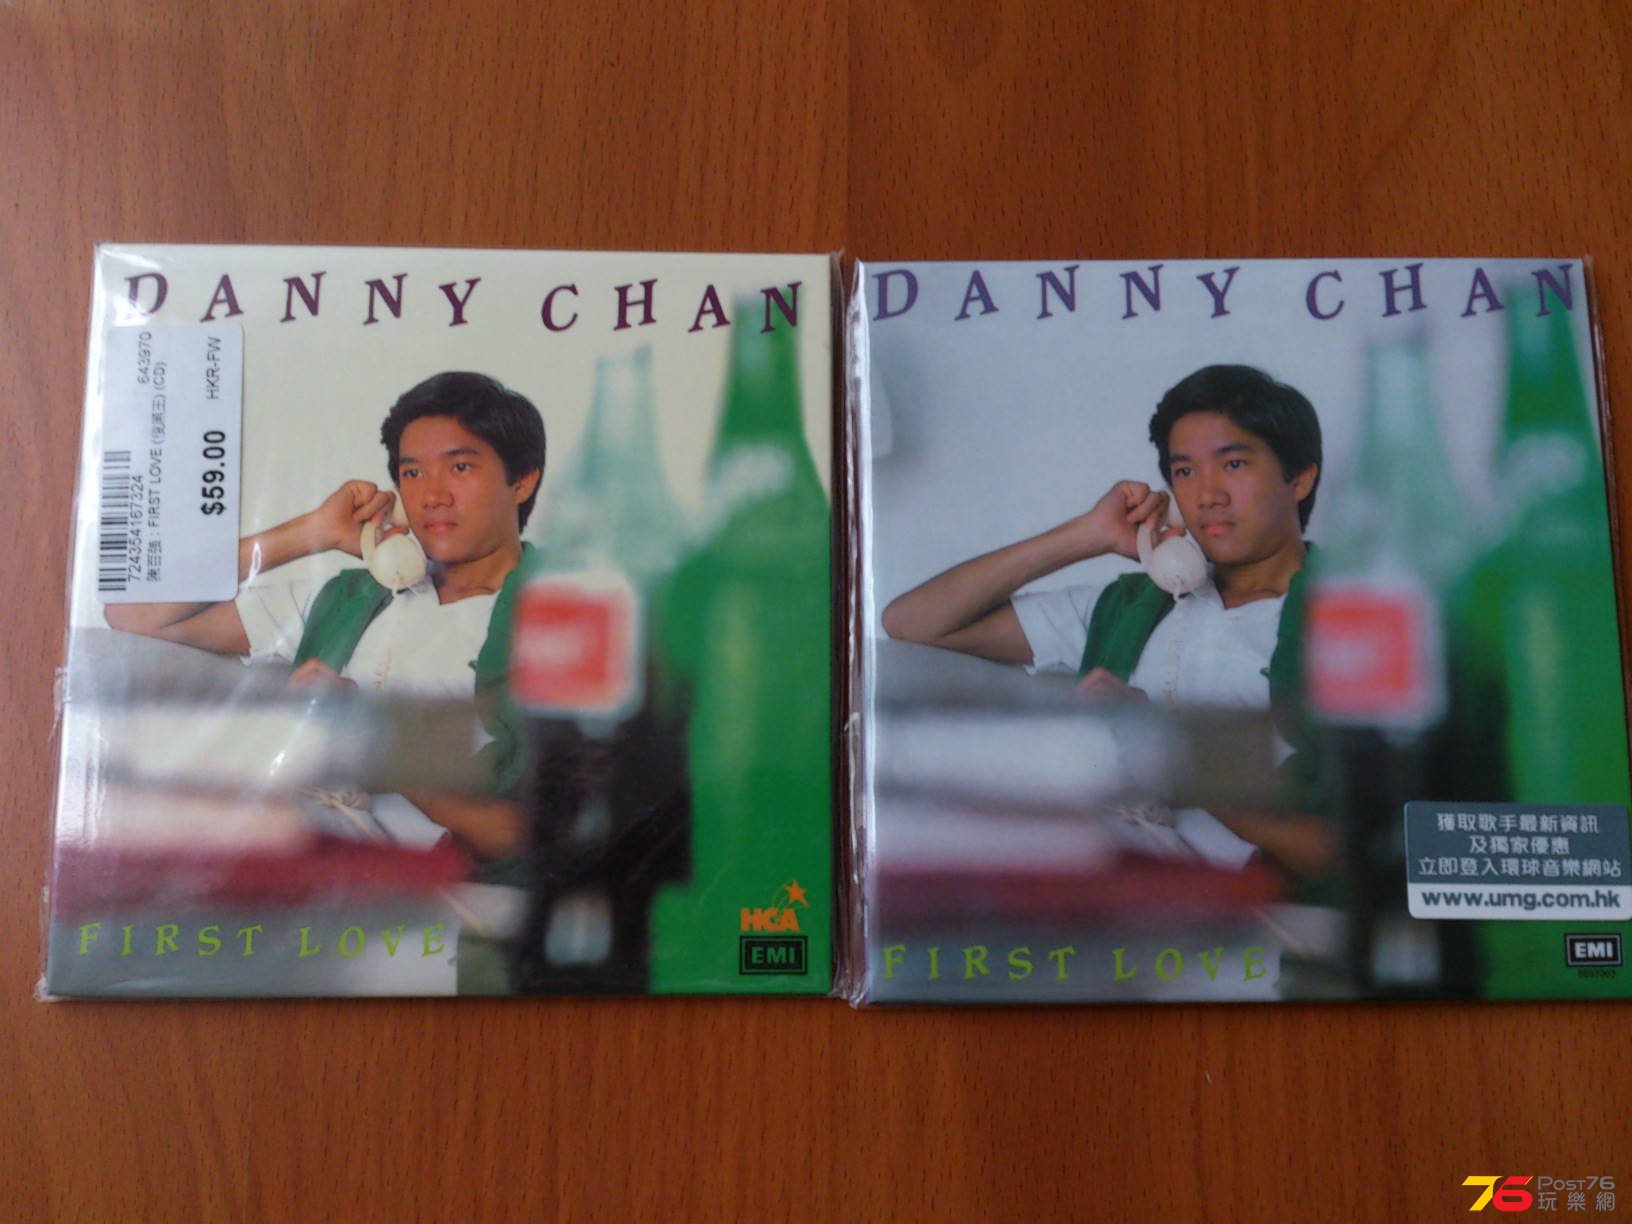 DANNY CHAN
643970
HKR-FW
陳百強：FIRST LOVE (復黑王) (CD)
724354167324
$59.00
FIRST LOVE
HCA
EMI
DANNY CHAN
獲取歌手最新資訊
及獨家優惠
立即登入環球音樂網站
www.umg.com.hk
FIRST LOVE
EMI
76 POST76
玩樂網